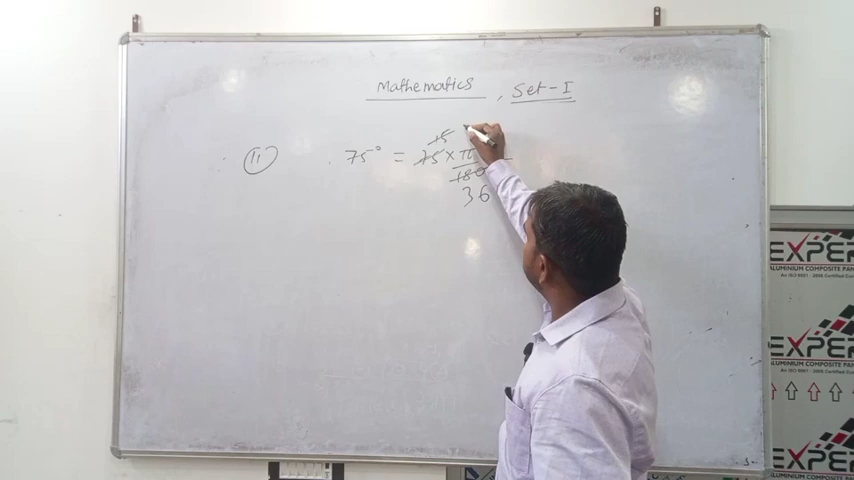 Mathematics, Set-I
15
(11) 75° = 75 × π
180
36
EXPER
ALUMINIUM COMPOSITE PAN
EXPER
ALUMINIUM COMPOSITE PAN
EXPER